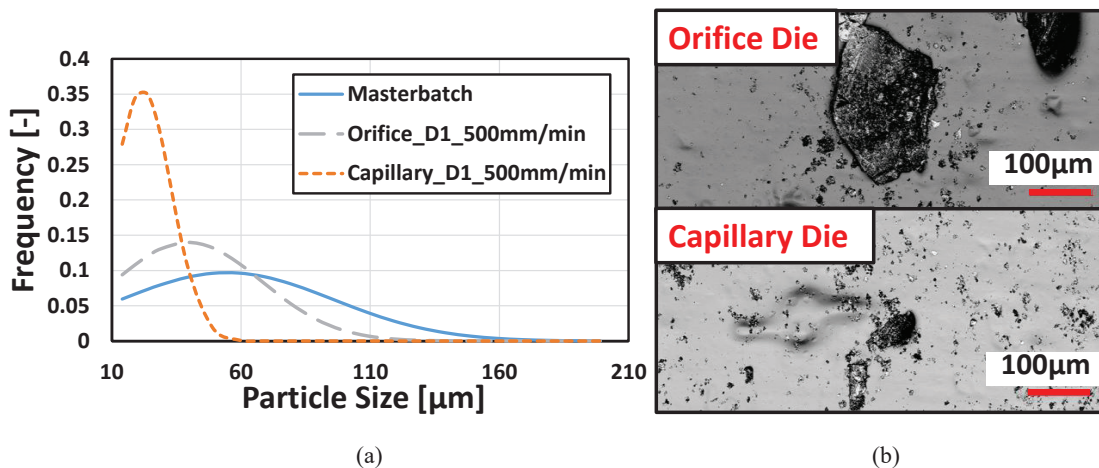 0.4
0.35
0.3
0.25
0.2
0.15
0.1
0.05
0
Frequency [-]
Masterbatch
Orifice_D1_500mm/min
Capillary_D1_500mm/min
10 60 110 160 210
Particle Size [µm]
(a)
Orifice Die
100µm
Capillary Die
100µm
(b)